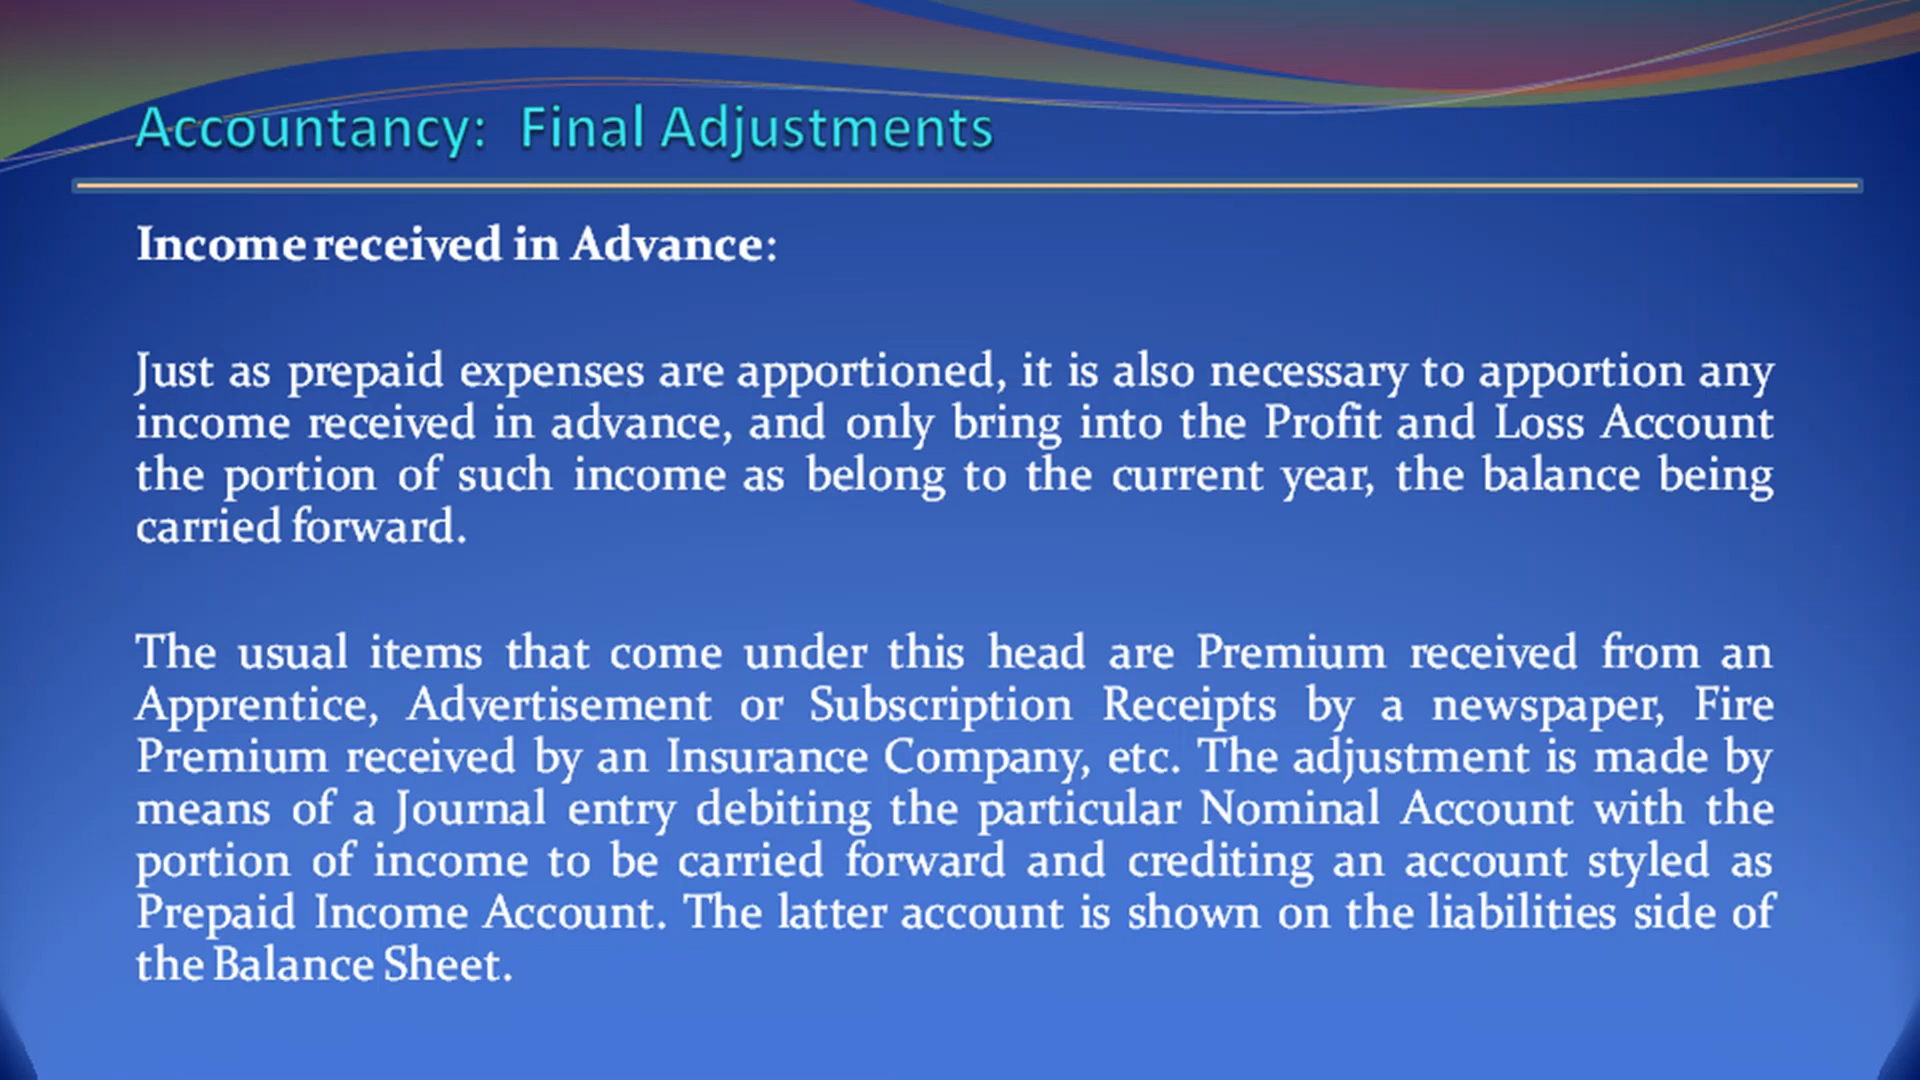 Accountancy: Final Adjustments
Income received in Advance:
Just as prepaid expenses are apportioned, it is also necessary to apportion any
income received in advance, and only bring into the Profit and Loss Account
the portion of such income as belong to the current year, the balance being
carried forward.
The usual items that come under this head are Premium received from an
Apprentice, Advertisement or Subscription Receipts by a newspaper, Fire
Premium received by an Insurance Company, etc. The adjustment is made by
means of a Journal entry debiting the particular Nominal Account with the
portion of income to be carried forward and crediting an account styled as
Prepaid Income Account. The latter account is shown on the liabilities side of
the Balance Sheet.